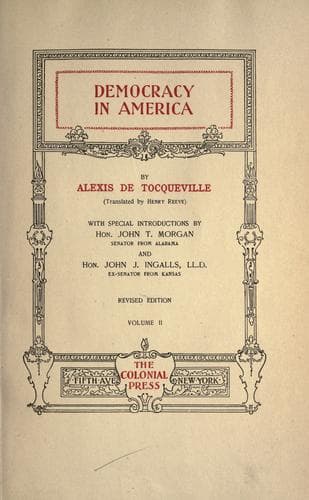 DEMOCRACY
IN AMERICA
BY
ALEXIS DE TOCQUEVILLE
(Translated by HENRY REEVE)
WITH SPECIAL INTRODUCTIONS BY
HON. JOHN T. MORGAN
SENATOR FROM ALABAMA
AND
HON. JOHN J. INGALLS, LL.D.
EX-SENATOR FROM KANSAS
REVISED EDITION
VOLUME II
FIFTH AVE THE COLONIAL PRESS NEW YORK